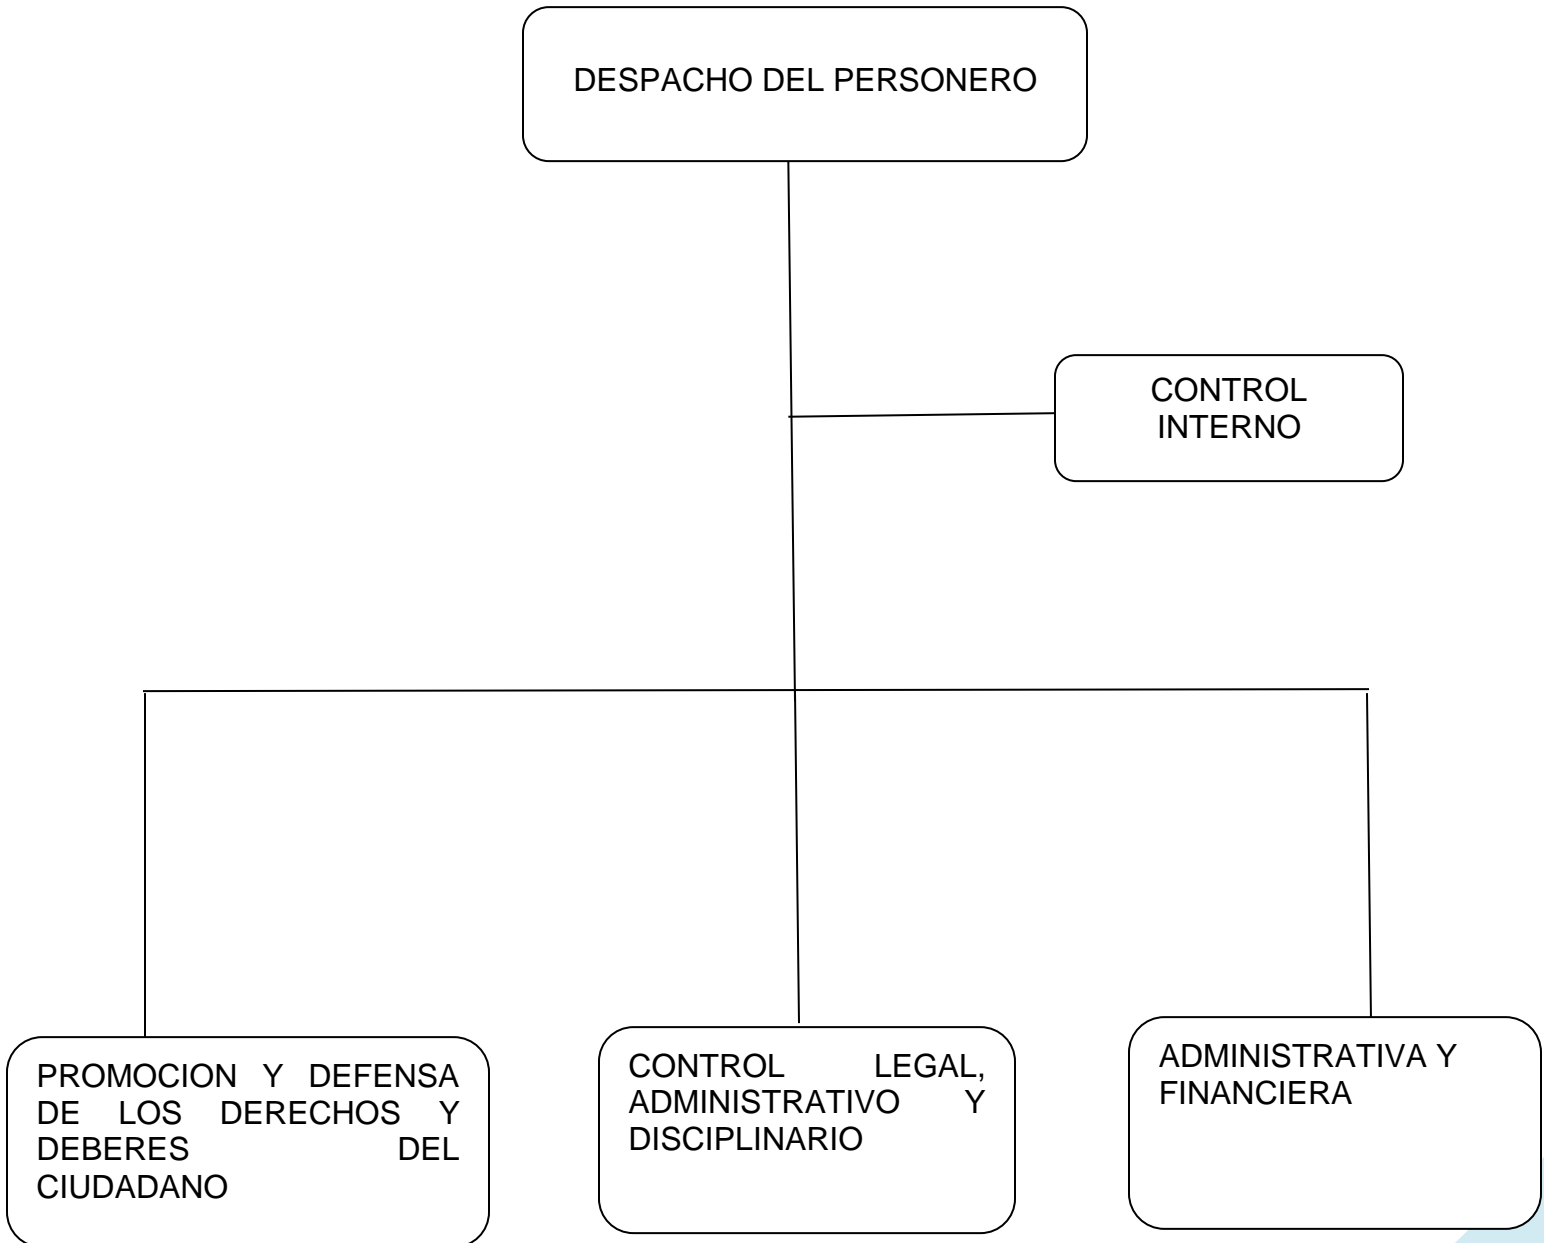 DESPACHO DEL PERSONERO
CONTROL
INTERNO
PROMOCION Y DEFENSA
DE LOS DERECHOS Y
DEBERES DEL
CIUDADANO
CONTROL LEGAL,
ADMINISTRATIVO Y
DISCIPLINARIO
ADMINISTRATIVA Y
FINANCIERA